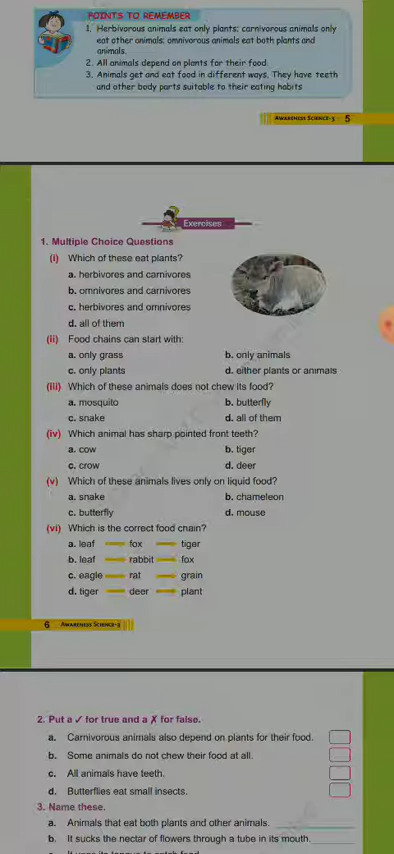 POINTS TO REMEMBER
1. Herbivorous animals eat only plants; carnivorous animals only
eat other animals; omnivorous animals eat both plants and
animals.
2. All animals depend on plants for their food.
3. Animals get and eat food in different ways. They have teeth
and other body parts suitable to their eating habits
AWARENESS SCIENCE-3 5
Exercises
1. Multiple Choice Questions
(i) Which of these eat plants?
a. herbivores and carnivores
b. omnivores and carnivores
c. herbivores and omnivores
d. all of them
(ii) Food chains can start with:
a. only grass b. only animals
c. only plants d. either plants or animals
(iii) Which of these animals does not chew its food?
a. mosquito b. butterfly
c. snake d. all of them
(iv) Which animal has sharp pointed front teeth?
a. cow b. tiger
c. crow d. deer
(v) Which of these animals lives only on liquid food?
a. snake b. chameleon
c. butterfly d. mouse
(vi) Which is the correct food chain?
a. leaf fox tiger
b. leaf rabbit fox
c. eagle rat grain
d. tiger deer plant
6 AWARENESS SCIENCE-3
2. Put a ✓ for true and a ✗ for false.
a. Carnivorous animals also depend on plants for their food.
b. Some animals do not chew their food at all.
c. All animals have teeth.
d. Butterflies eat small insects.
3. Name these.
a. Animals that eat both plants and other animals.
b. It sucks the nectar of flowers through a tube in its mouth.